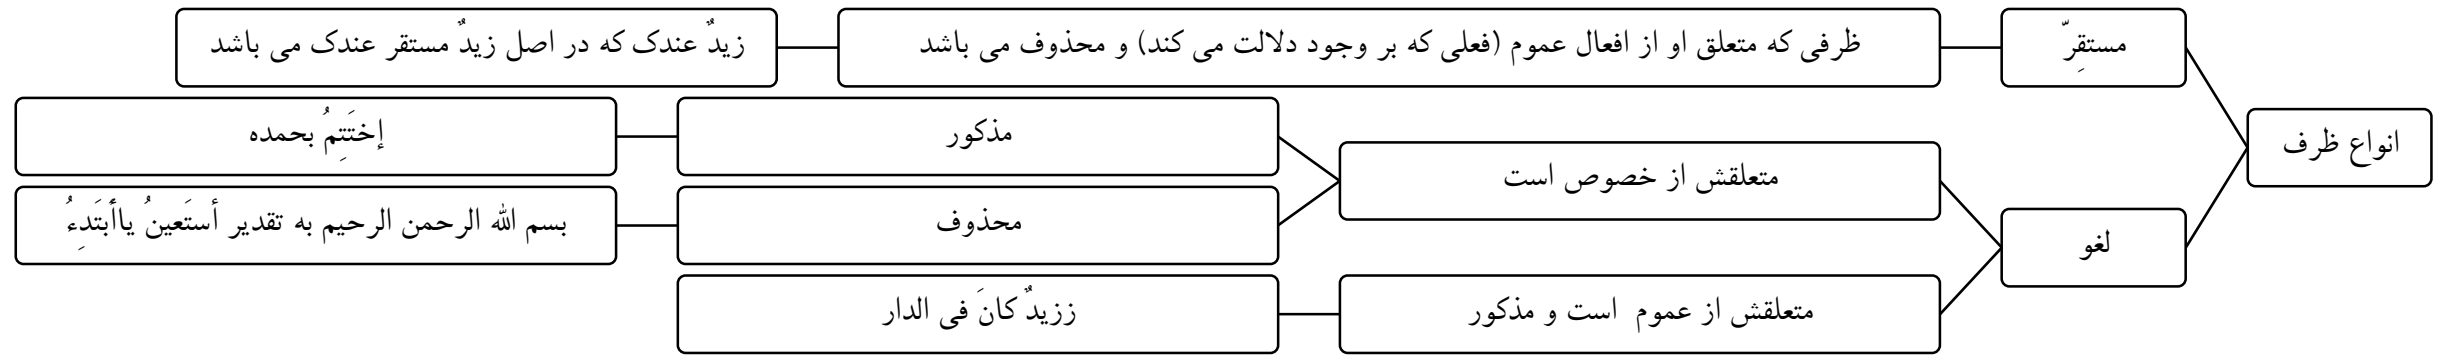 انواع ظرف
مستقِرّ
ظرفی که متعلق او از افعال عموم (فعلی که بر وجود دلالت می کند) و محذوف می باشد
زیدٌ عندک که در اصل زیدٌ مستقر عندک می باشد
لغو
متعلقش از خصوص است
مذکور
إختَتِمُ بحمده
محذوف
بسم الله الرحمن الرحیم به تقدیر أستَعینُ یاأبتَدِءُ
متعلقش از عموم است و مذکور
ززیدٌ کانَ فی الدار